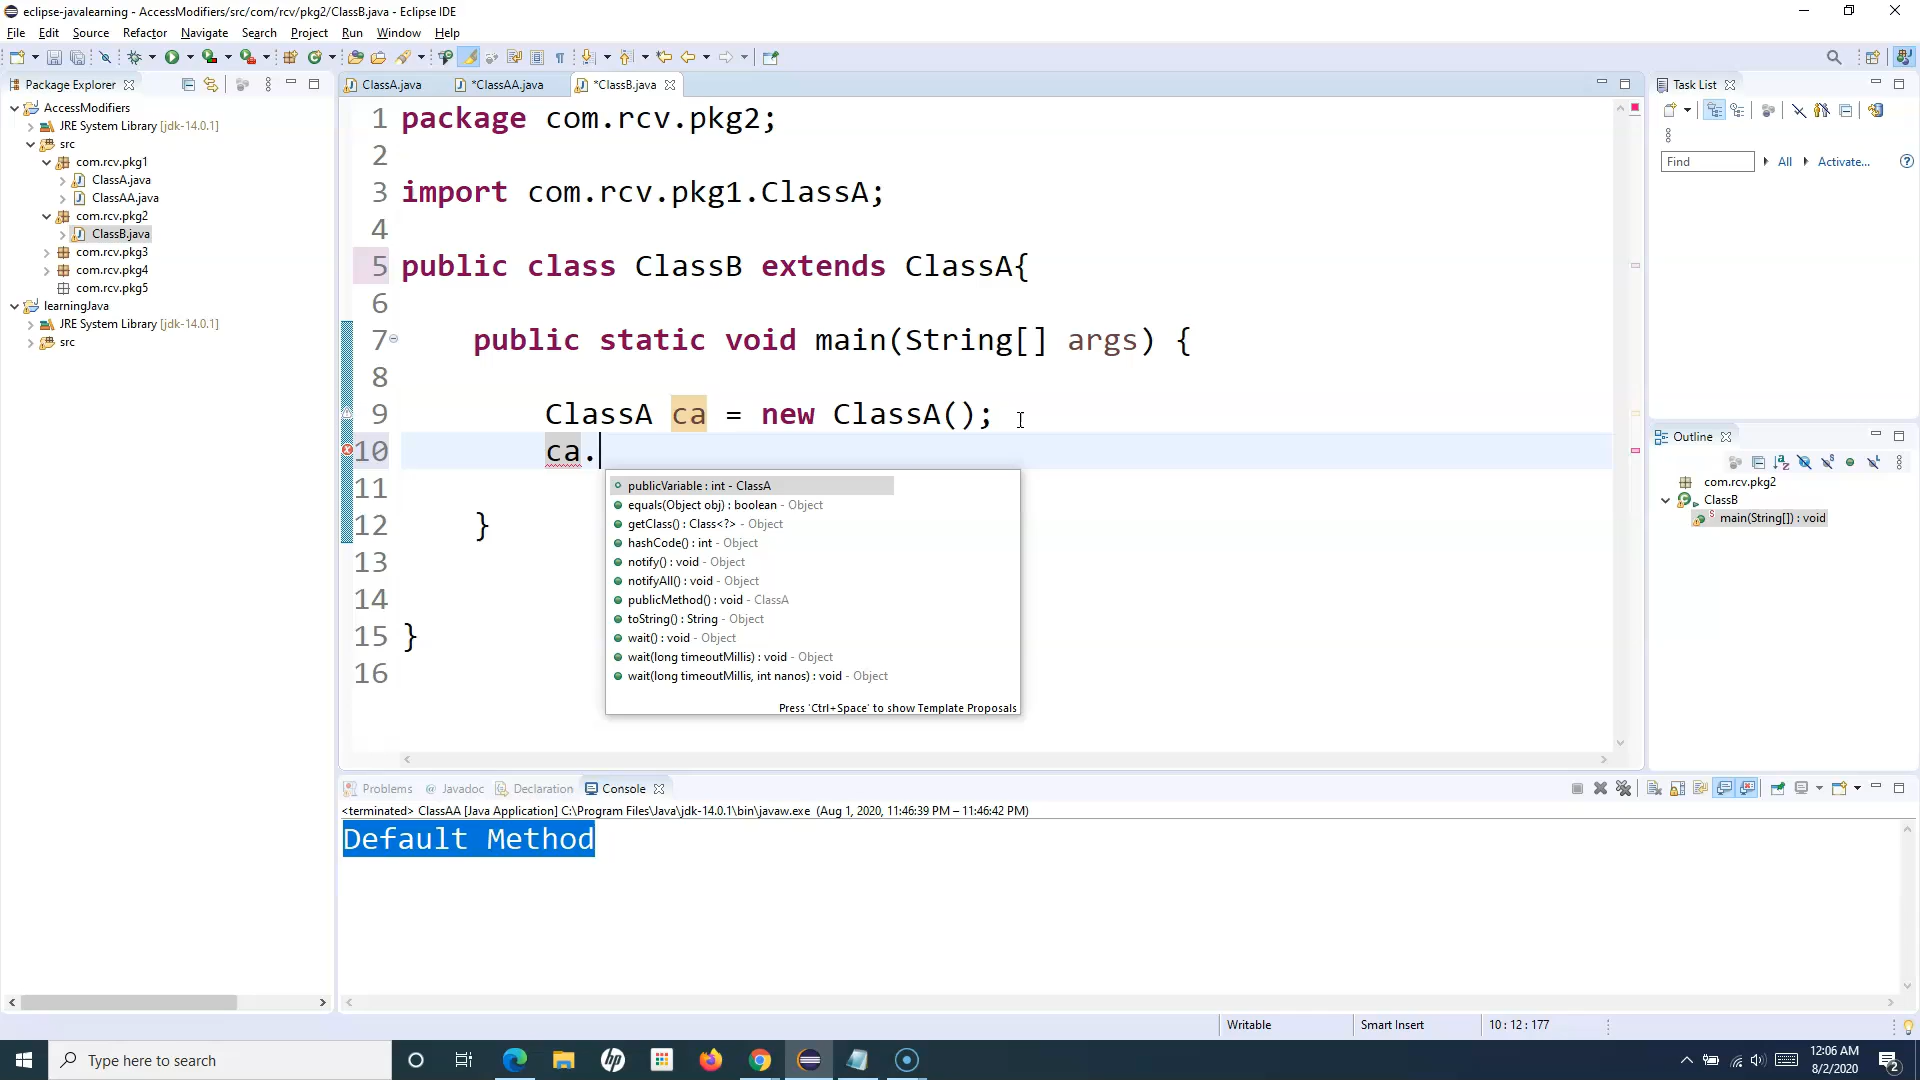 eclipse-javalearning - AccessModifiers/src/com/rcv/pkg2/ClassB.java - Eclipse IDE
File Edit Source Refactor Navigate Search Project Run Window Help
Package Explorer
AccessModifiers
JRE System Library [jdk-14.0.1]
src
com.rcv.pkg1
ClassA.java
ClassAA.java
com.rcv.pkg2
ClassB.java
com.rcv.pkg3
com.rcv.pkg4
com.rcv.pkg5
learningJava
JRE System Library [jdk-14.0.1]
src
ClassA.java *ClassAA.java *ClassB.java
1 package com.rcv.pkg2;
2
3 import com.rcv.pkg1.ClassA;
4
5 public class ClassB extends ClassA{
6
7 public static void main(String[] args) {
8
9 ClassA ca = new ClassA();
10 ca.
11
12 }
13
14
15 }
16
publicVariable : int - ClassA
equals(Object obj) : boolean - Object
getClass() : Class<?> - Object
hashCode() : int - Object
notify() : void - Object
notifyAll() : void - Object
publicMethod() : void - ClassA
toString() : String - Object
wait() : void - Object
wait(long timeoutMillis) : void - Object
wait(long timeoutMillis, int nanos) : void - Object
Press 'Ctrl+Space' to show Template Proposals
Task List
Find All Activate...
Outline
com.rcv.pkg2
ClassB
main(String[]) : void
Problems @ Javadoc Declaration Console
<terminated> ClassAA [Java Application] C:\Program Files\Java\jdk-14.0.1\bin\javaw.exe (Aug 1, 2020, 11:46:39 PM – 11:46:42 PM)
Default Method
Writable Smart Insert 10 : 12 : 177
Type here to search
hp
12:06 AM
8/2/2020
2